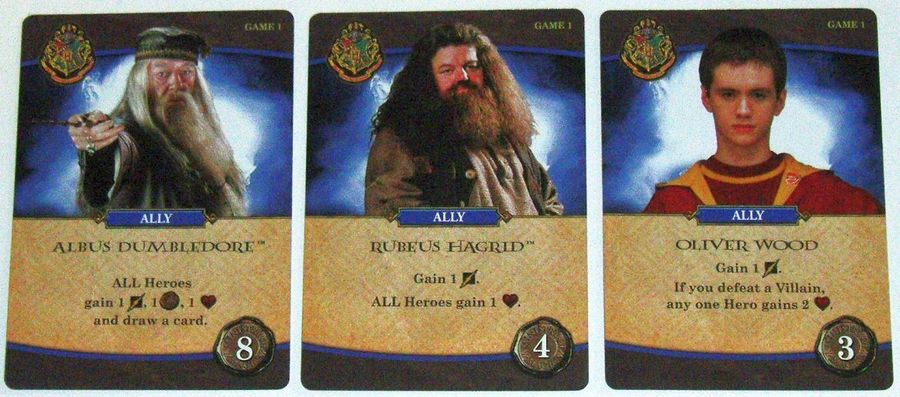 GAME 1
ALLY
ALBUS DUMBLEDORE™
ALL Heroes
gain 1 , 1 , 1
and draw a card.
8
GAME 1
ALLY
RUBEUS HAGRID™
Gain 1 .
ALL Heroes gain 1 .
4
GAME 1
ALLY
OLIVER WOOD
Gain 1 .
If you defeat a Villain,
any one Hero gains 2 .
3